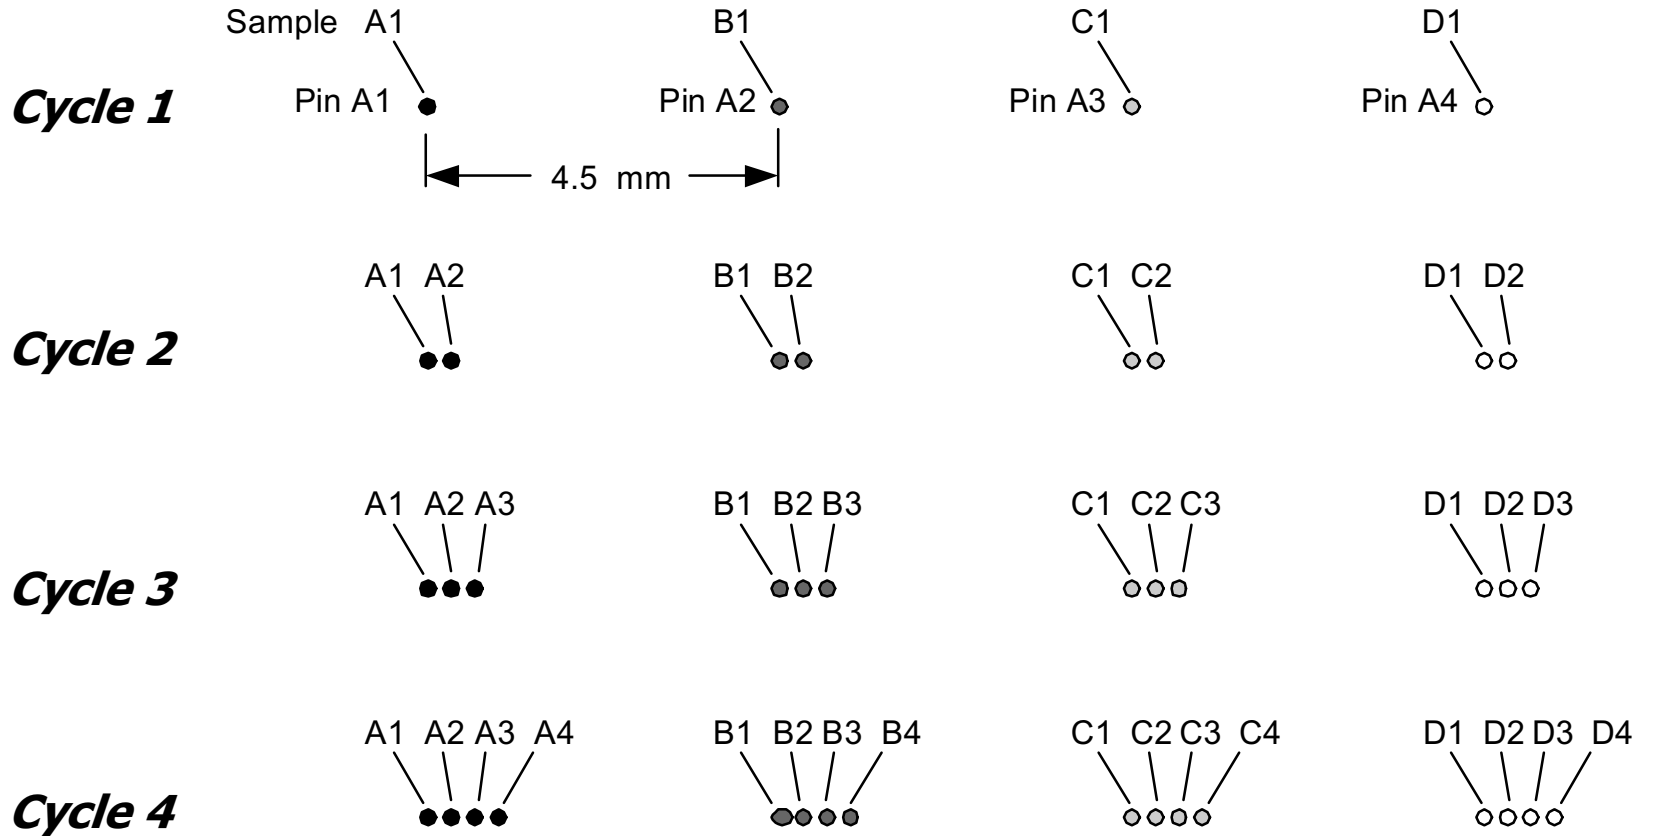 Sample A1 B1 C1 D1
Cycle 1 Pin A1 Pin A2 Pin A3 Pin A4
4.5 mm
A1 A2 B1 B2 C1 C2 D1 D2
Cycle 2
A1 A2 A3 B1 B2 B3 C1 C2 C3 D1 D2 D3
Cycle 3
A1 A2 A3 A4 B1 B2 B3 B4 C1 C2 C3 C4 D1 D2 D3 D4
Cycle 4